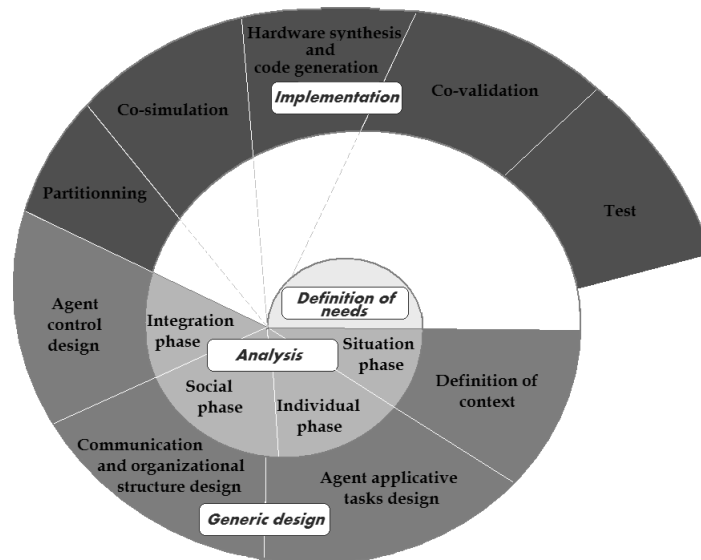 Hardware synthesis
and
code generation
Implementation
Co-simulation
Co-validation
Partitionning
Test
Definition of
needs
Agent
control
design
Integration
phase
Analysis
Situation
phase
Social
phase
Individual
phase
Definition of
context
Communication
and organizational
structure design
Agent applicative
tasks design
Generic design